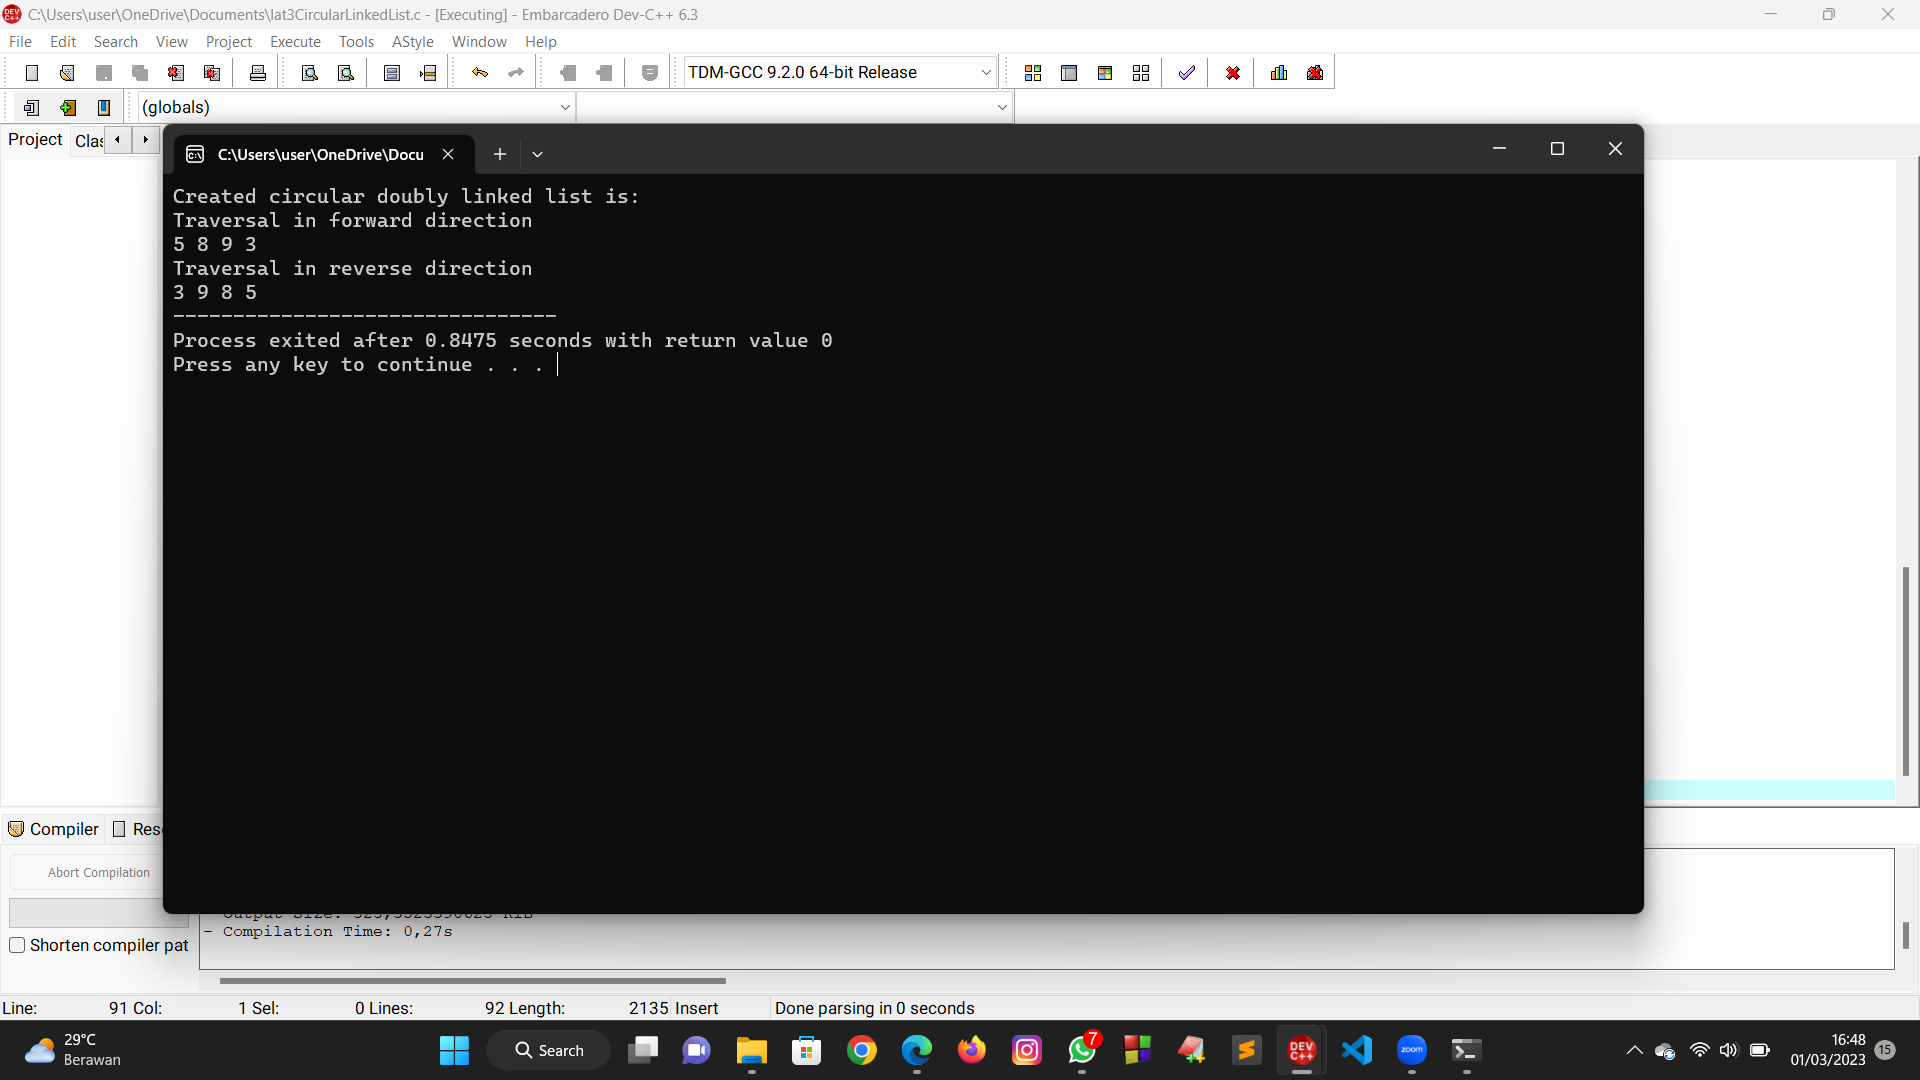 C:\Users\user\OneDrive\Documents\lat3CircularLinkedList.c - [Executing] - Embarcadero Dev-C++ 6.3
File Edit Search View Project Execute Tools AStyle Window Help
TDM-GCC 9.2.0 64-bit Release
(globals)
Project Clas
C:\Users\user\OneDrive\Docu
Created circular doubly linked list is:
Traversal in forward direction
5 8 9 3
Traversal in reverse direction
3 9 8 5
--------------------------------
Process exited after 0.8475 seconds with return value 0
Press any key to continue . . .
Compiler Reso
Abort Compilation
- Compilation Time: 0,27s
Shorten compiler pat
Line: 91 Col: 1 Sel: 0 Lines: 92 Length: 2135 Insert Done parsing in 0 seconds
29°C
Berawan
Search
7
DEV C++
zoom
16:48
01/03/2023
15